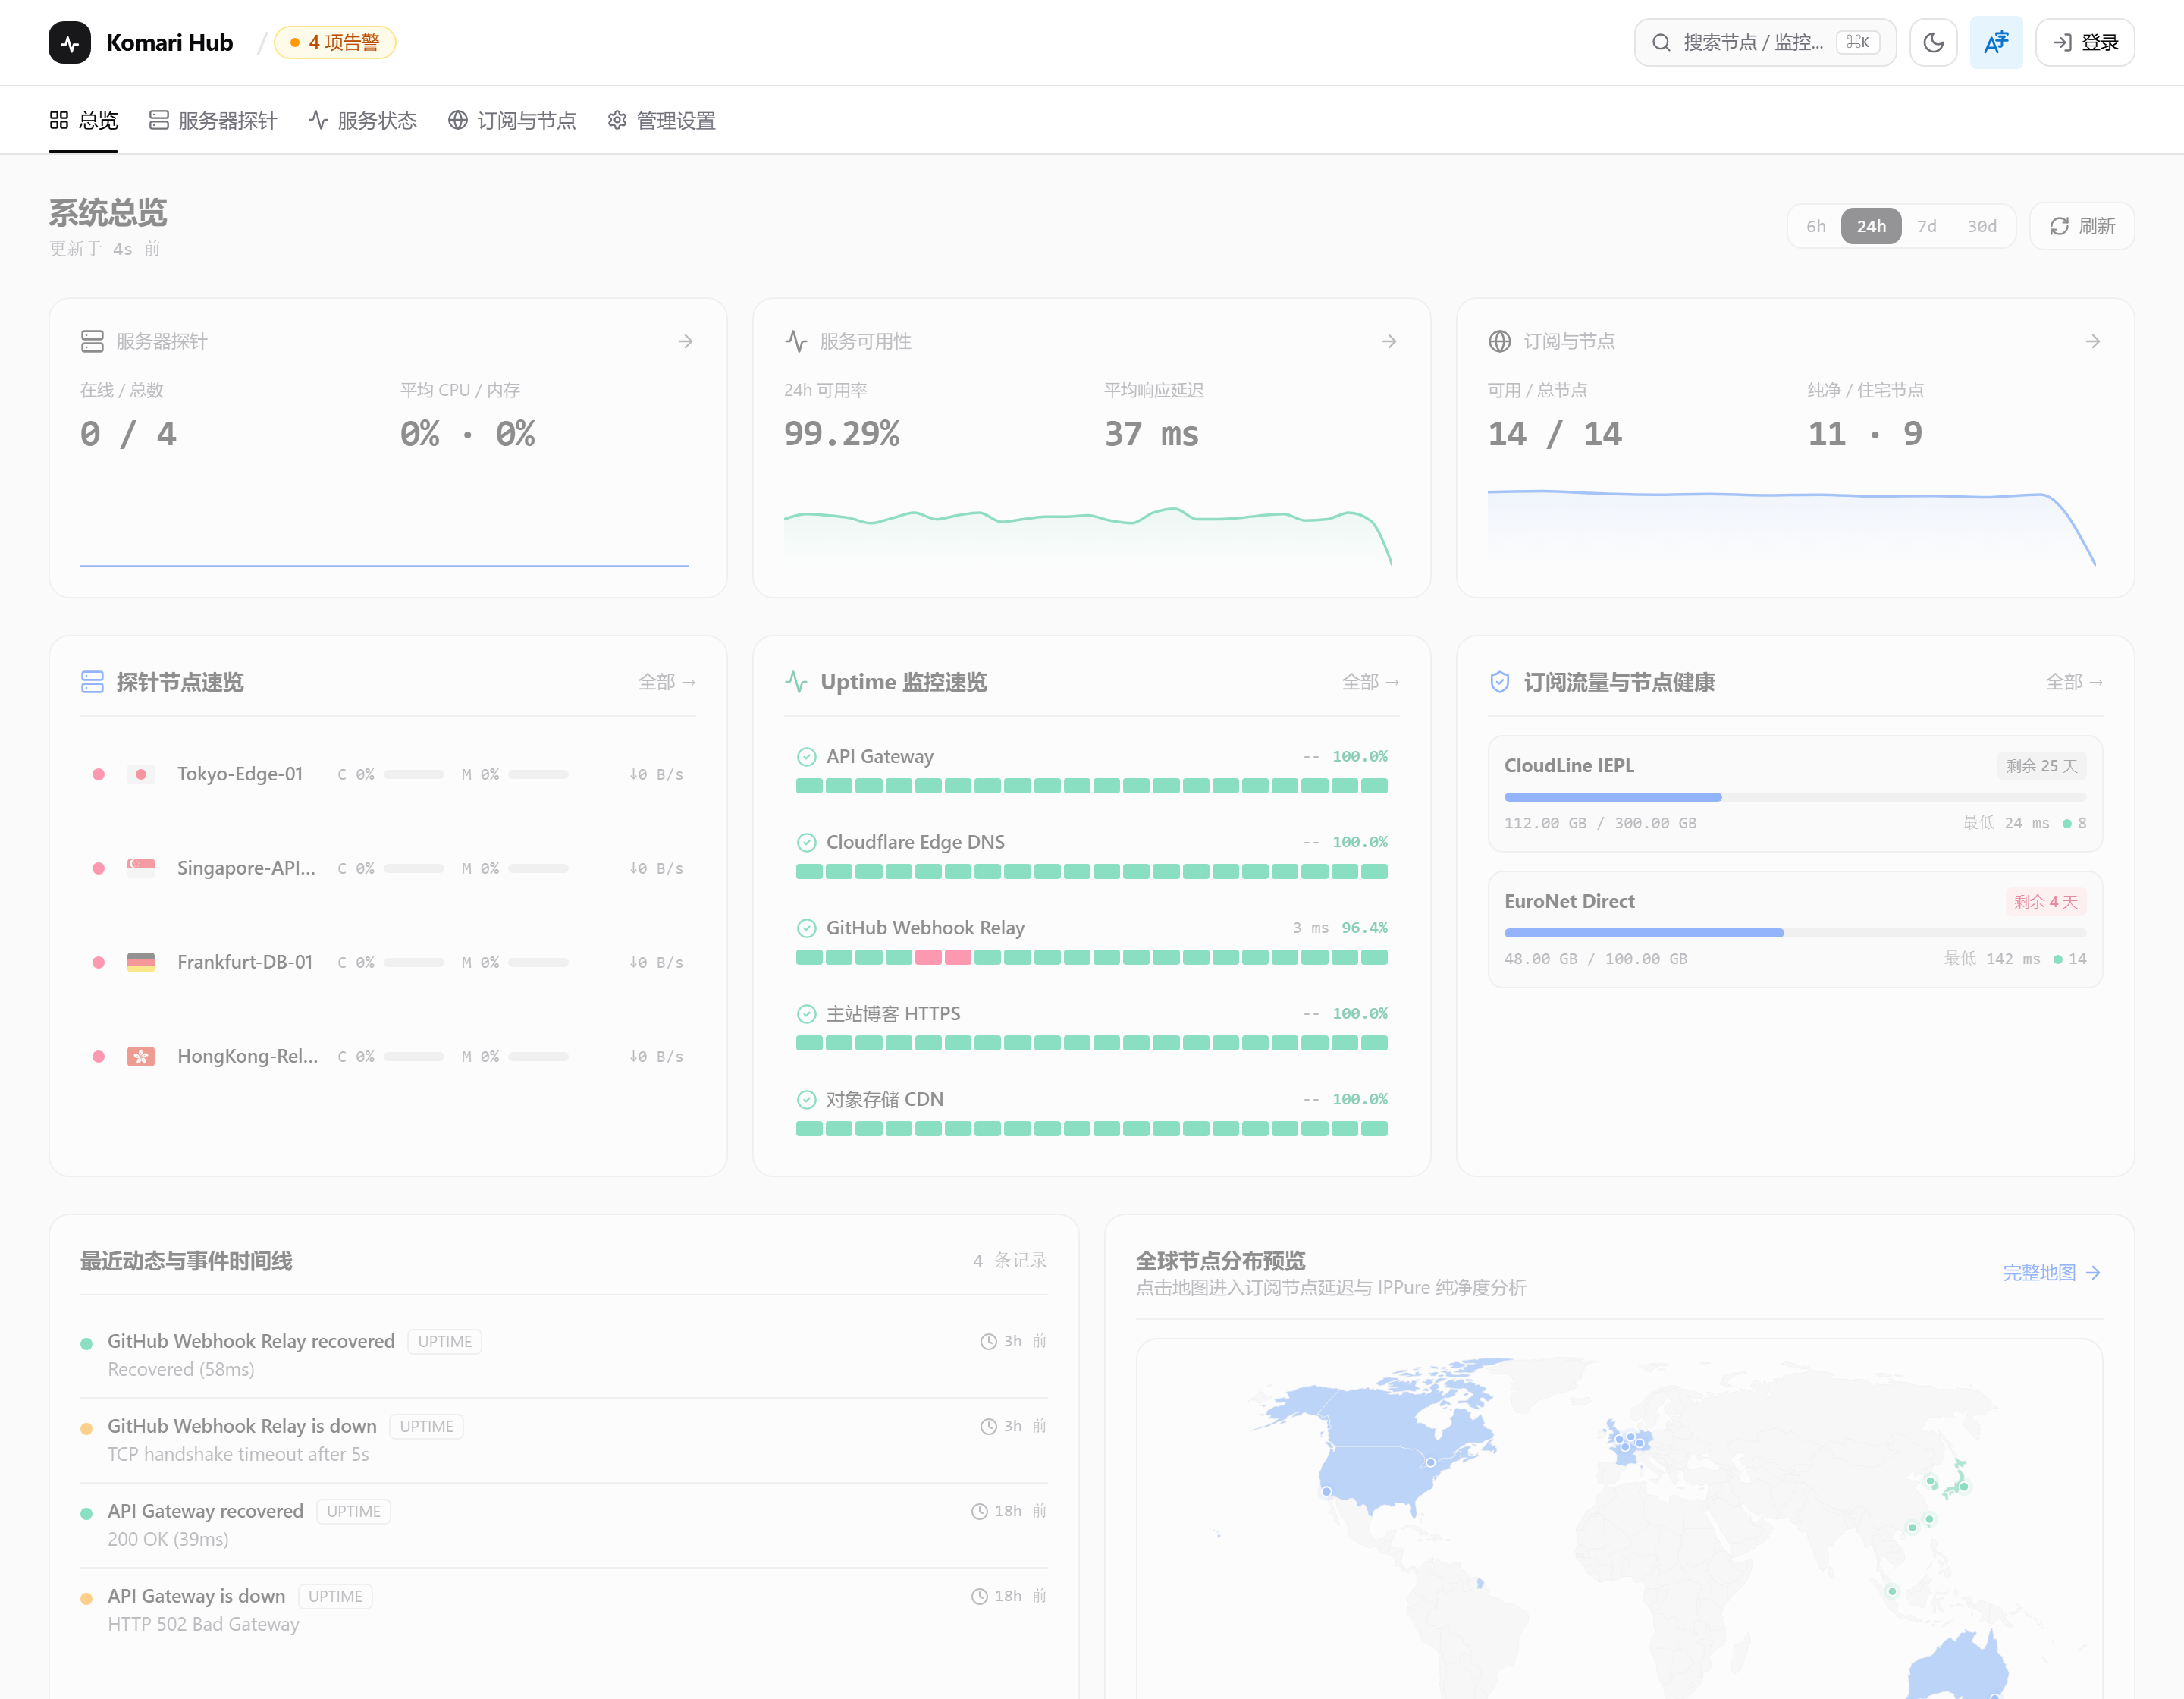 Komari Hub / 4 项告警
搜索节点 / 监控... ⌘K
登录
总览 服务器探针 服务状态 订阅与节点 管理设置
系统总览
更新于 4s 前
6h 24h 7d 30d 刷新
服务器探针
在线 / 总数 平均 CPU / 内存
0 / 4 0% · 0%
服务可用性
24h 可用率 平均响应延迟
99.29% 37 ms
订阅与节点
可用 / 总节点 纯净 / 住宅节点
14 / 14 11 · 9
探针节点速览 全部 →
Tokyo-Edge-01 C 0% M 0% ↓0 B/s
Singapore-API... C 0% M 0% ↓0 B/s
Frankfurt-DB-01 C 0% M 0% ↓0 B/s
HongKong-Rel... C 0% M 0% ↓0 B/s
Uptime 监控速览 全部 →
API Gateway -- 100.0%
Cloudflare Edge DNS -- 100.0%
GitHub Webhook Relay 3 ms 96.4%
主站博客 HTTPS -- 100.0%
对象存储 CDN -- 100.0%
订阅流量与节点健康 全部 →
CloudLine IEPL 剩余 25 天
112.00 GB / 300.00 GB 最低 24 ms 8
EuroNet Direct 剩余 4 天
48.00 GB / 100.00 GB 最低 142 ms 14
最近动态与事件时间线 4 条记录
GitHub Webhook Relay recovered UPTIME 3h 前
Recovered (58ms)
GitHub Webhook Relay is down UPTIME 3h 前
TCP handshake timeout after 5s
API Gateway recovered UPTIME 18h 前
200 OK (39ms)
API Gateway is down UPTIME 18h 前
HTTP 502 Bad Gateway
全球节点分布预览
点击地图进入订阅节点延迟与 IPPure 纯净度分析
完整地图